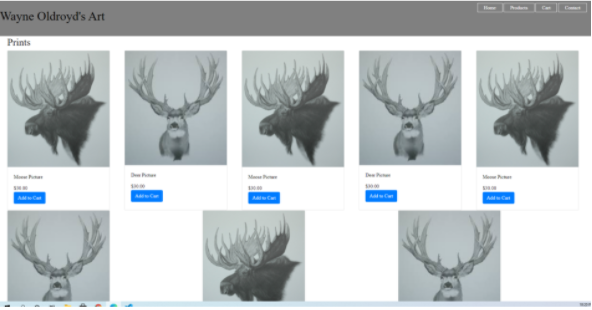 Home Products Cart Contact
Wayne Oldroyd's Art
Prints
Moose Picture
$30.00
Add to Cart
Deer Picture
$30.00
Add to Cart
Moose Picture
$30.00
Add to Cart
Deer Picture
$30.00
Add to Cart
Moose Picture
$30.00
Add to Cart